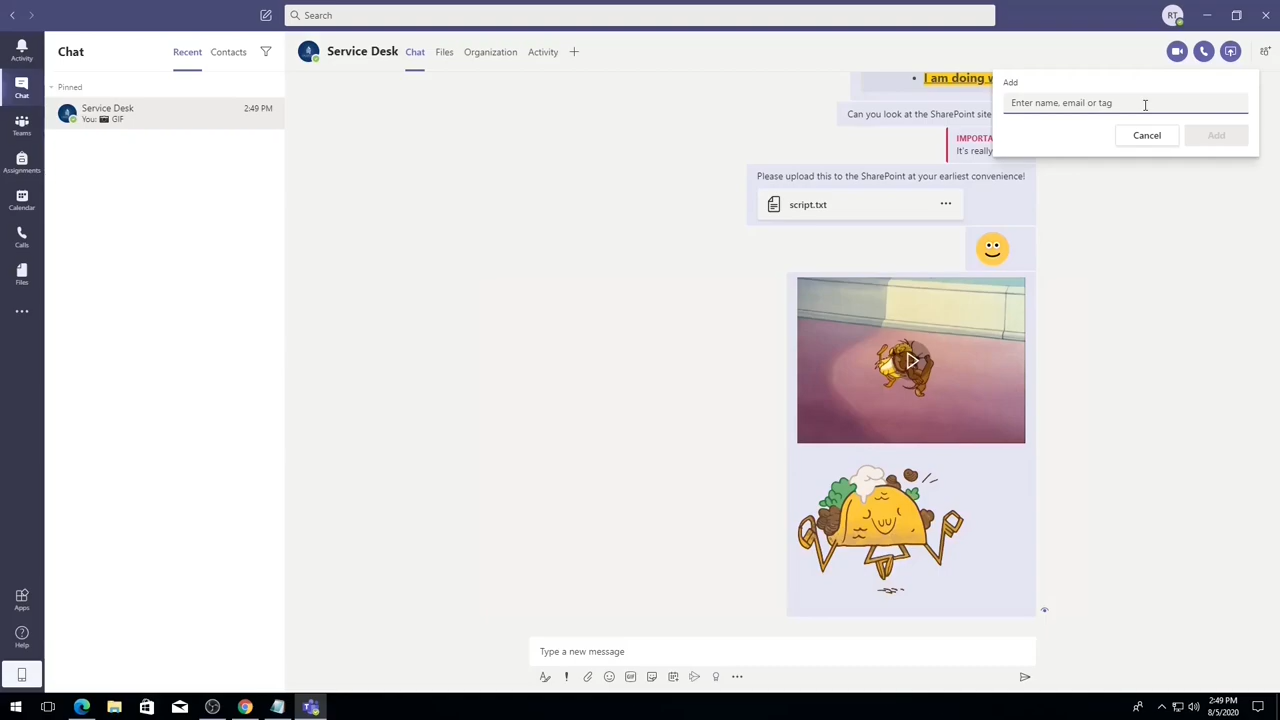 Search
RT
Activity
Chat
Teams
Assignments
Calendar
Calls
Files
Apps
Help
Chat
Recent
Contacts
Pinned
Service Desk
2:49 PM
You: GIF
Service Desk
Chat
Files
Organization
Activity
I am doing
Can you look at the SharePoint site
IMPORTA
It's really
Please upload this to the SharePoint at your earliest convenience!
script.txt
Add
Enter name, email or tag
Cancel
Add
Type a new message
GIF
2:49 PM
8/5/2020